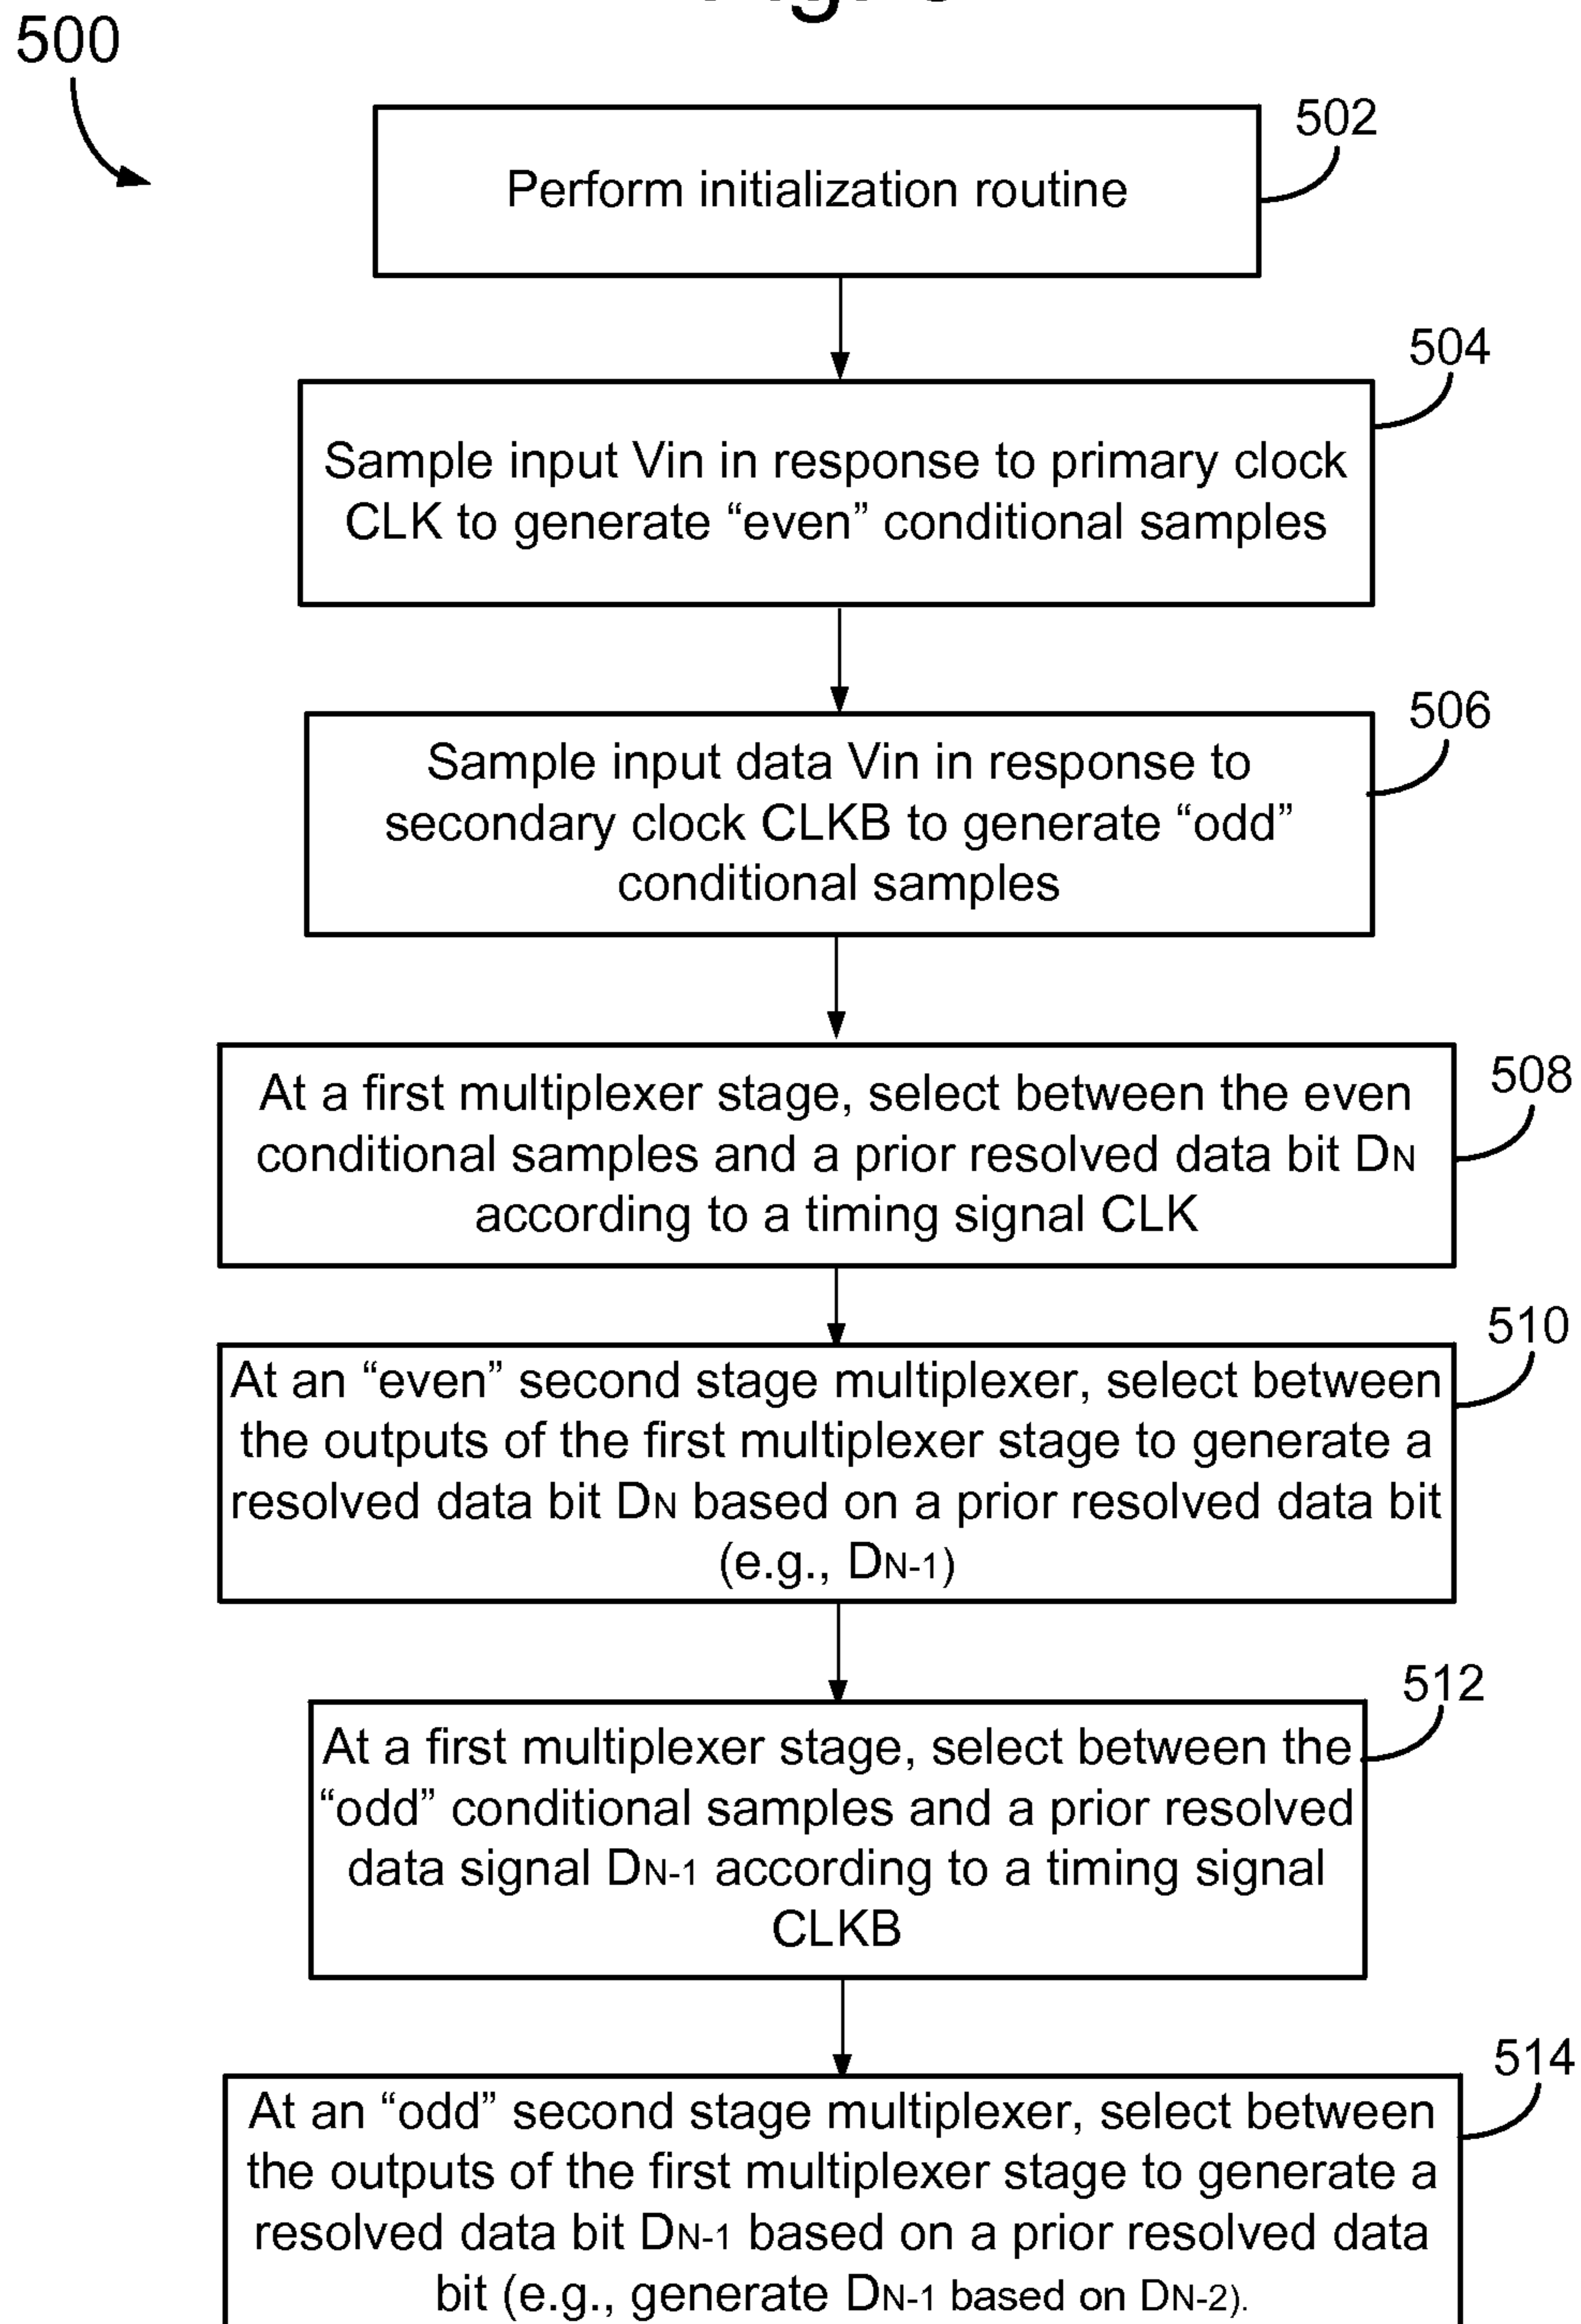 500
502
Perform initialization routine
504
Sample input Vin in response to primary clock
CLK to generate “even” conditional samples
506
Sample input data Vin in response to
secondary clock CLKB to generate “odd”
conditional samples
508
At a first multiplexer stage, select between the even
conditional samples and a prior resolved data bit DN
according to a timing signal CLK
510
At an “even” second stage multiplexer, select between
the outputs of the first multiplexer stage to generate a
resolved data bit DN based on a prior resolved data bit
(e.g., DN-1)
512
At a first multiplexer stage, select between the
“odd” conditional samples and a prior resolved
data signal DN-1 according to a timing signal
CLKB
514
At an “odd” second stage multiplexer, select between
the outputs of the first multiplexer stage to generate a
resolved data bit DN-1 based on a prior resolved data
bit (e.g., generate DN-1 based on DN-2).